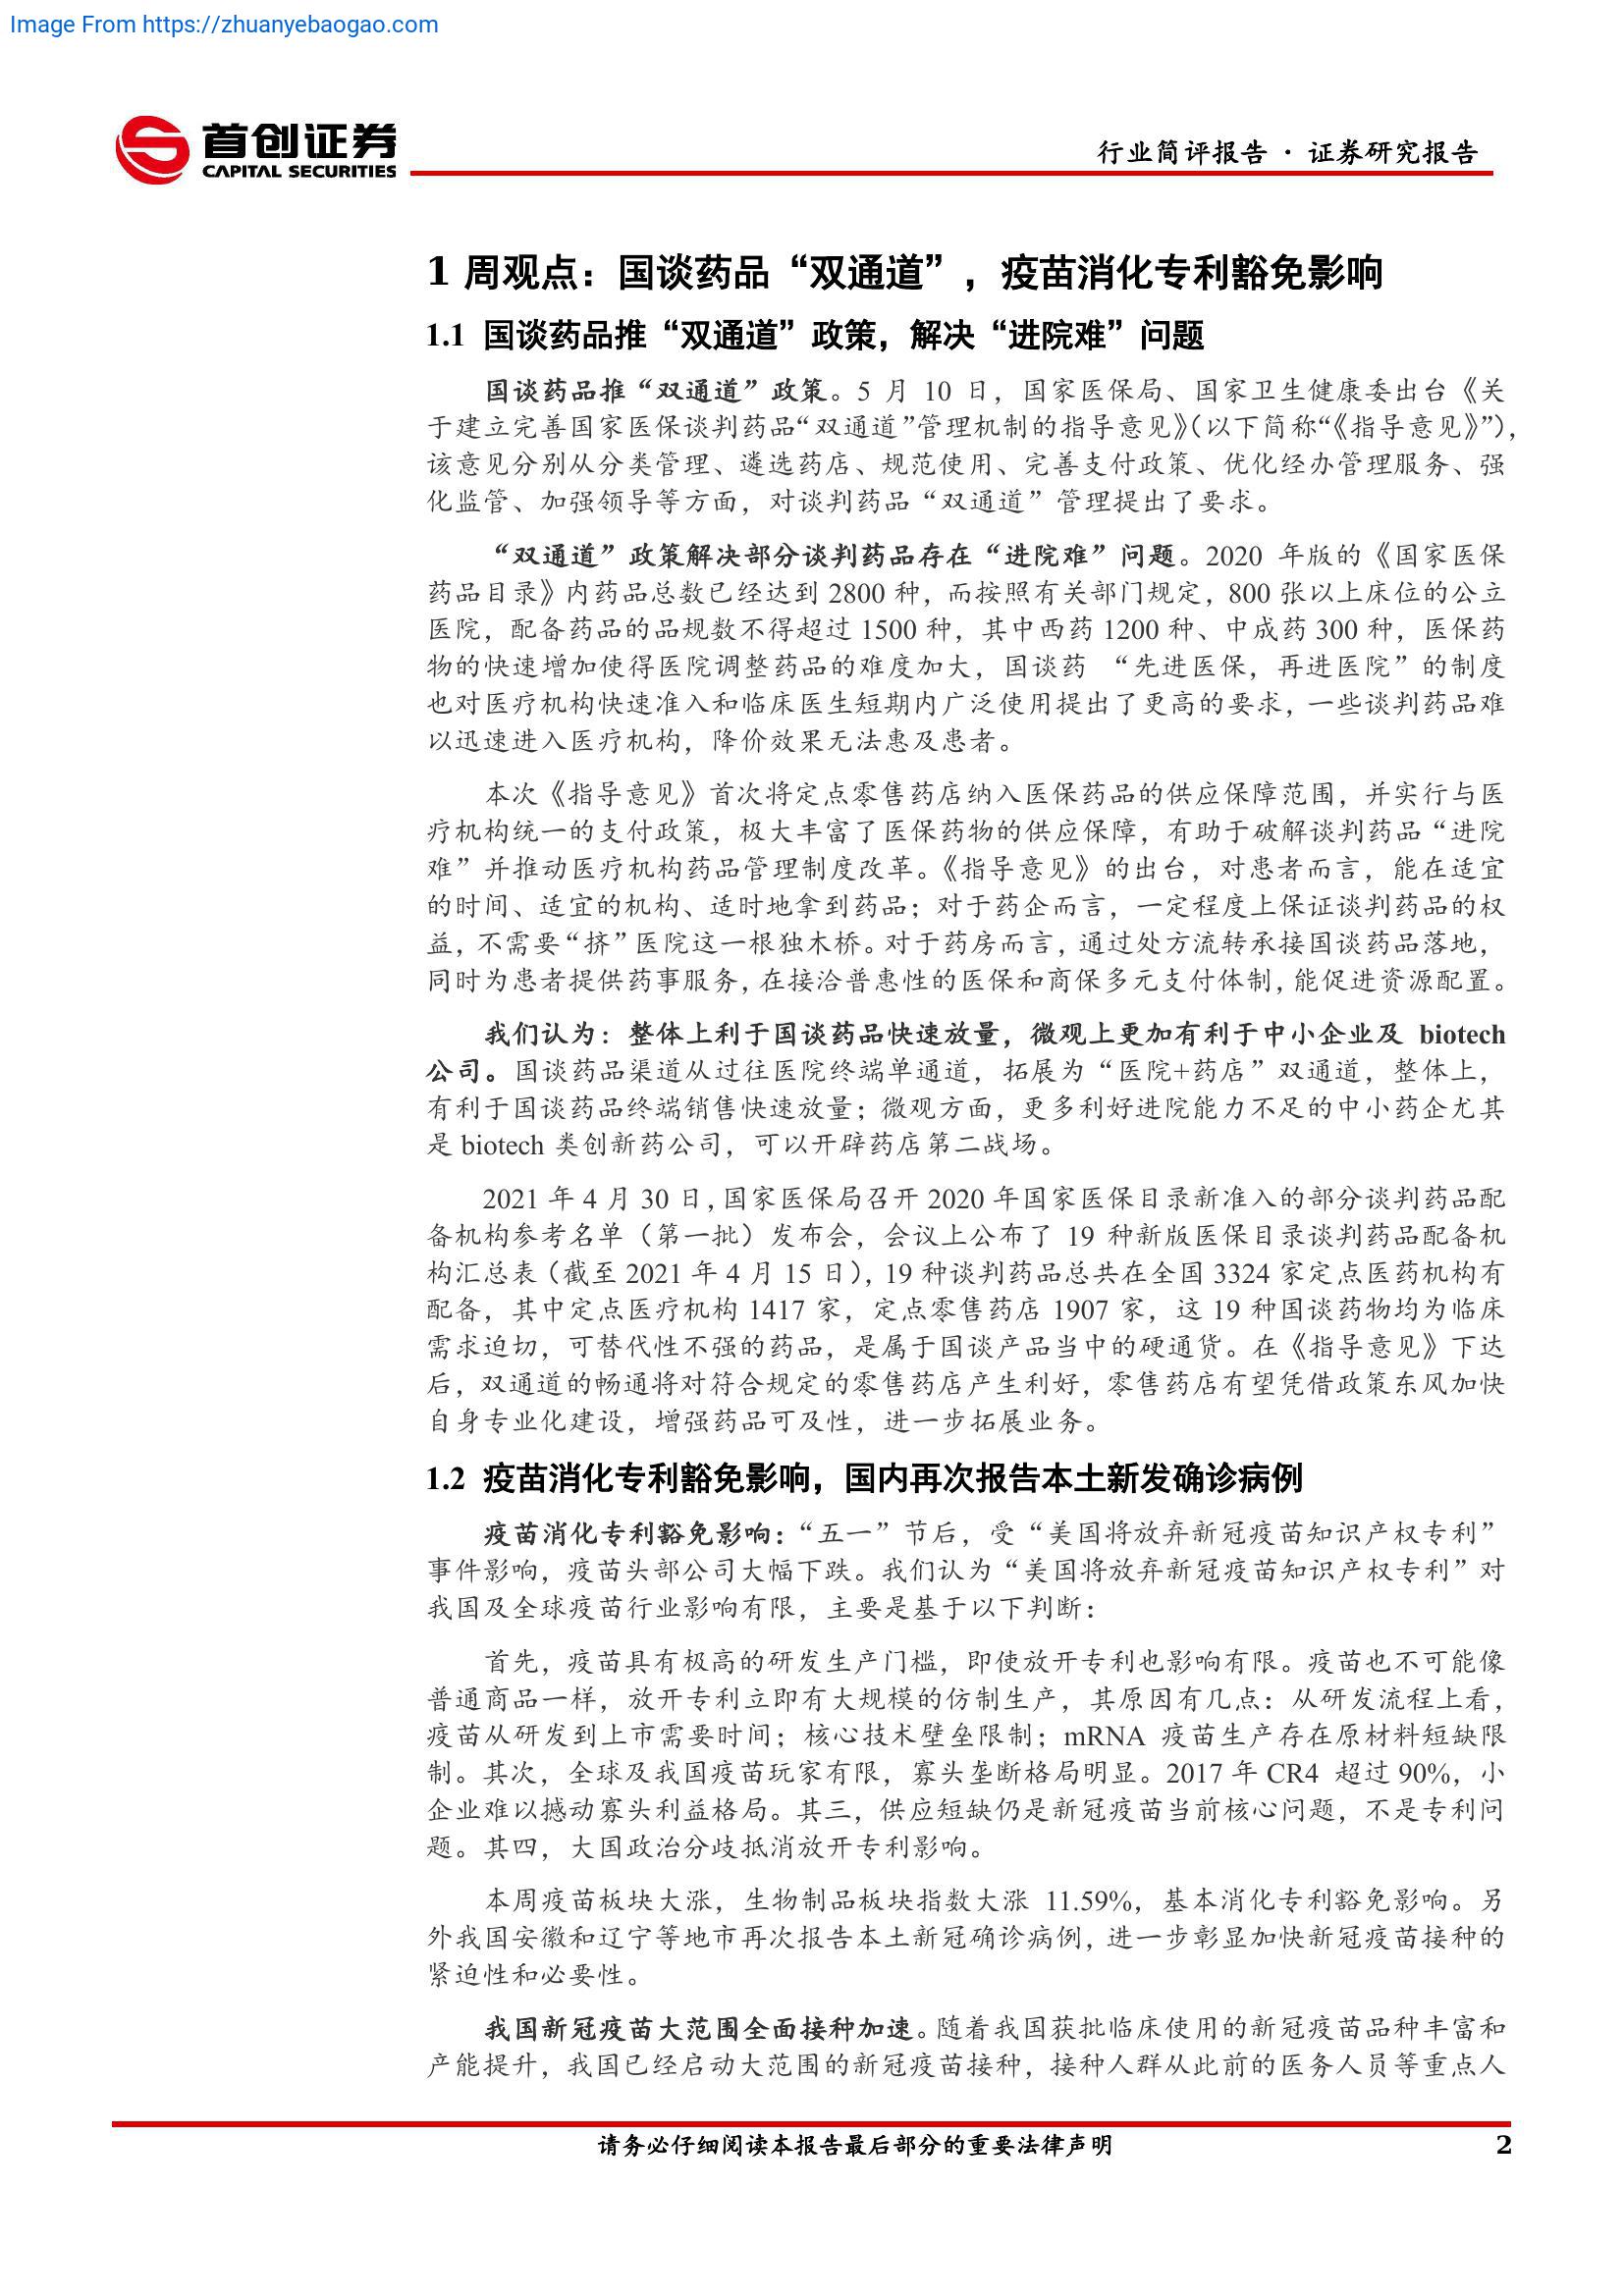 Image From https://zhuanyebaogao.com
首创证券
CAPITAL SECURITIES
行业简评报告 · 证券研究报告
1 周观点：国谈药品“双通道”，疫苗消化专利豁免影响
1.1 国谈药品推“双通道”政策，解决“进院难”问题
国谈药品推“双通道”政策。5 月 10 日，国家医保局、国家卫生健康委出台《关
于建立完善国家医保谈判药品“双通道”管理机制的指导意见》（以下简称“《指导意见》”），
该意见分别从分类管理、遴选药店、规范使用、完善支付政策、优化经办管理服务、强
化监管、加强领导等方面，对谈判药品“双通道”管理提出了要求。
“双通道”政策解决部分谈判药品存在“进院难”问题。2020 年版的《国家医保
药品目录》内药品总数已经达到 2800 种，而按照有关部门规定，800 张以上床位的公立
医院，配备药品的品规数不得超过 1500 种，其中西药 1200 种、中成药 300 种，医保药
物的快速增加使得医院调整药品的难度加大，国谈药 “先进医保，再进医院”的制度
也对医疗机构快速准入和临床医生短期内广泛使用提出了更高的要求，一些谈判药品难
以迅速进入医疗机构，降价效果无法惠及患者。
本次《指导意见》首次将定点零售药店纳入医保药品的供应保障范围，并实行与医
疗机构统一的支付政策，极大丰富了医保药物的供应保障，有助于破解谈判药品“进院
难”并推动医疗机构药品管理制度改革。《指导意见》的出台，对患者而言，能在适宜
的时间、适宜的机构、适时地拿到药品；对于药企而言，一定程度上保证谈判药品的权
益，不需要“挤”医院这一根独木桥。对于药房而言，通过处方流转承接国谈药品落地，
同时为患者提供药事服务，在接洽普惠性的医保和商保多元支付体制，能促进资源配置。
我们认为：整体上利于国谈药品快速放量，微观上更加有利于中小企业及 biotech
公司。国谈药品渠道从过往医院终端单通道，拓展为“医院+药店”双通道，整体上，
有利于国谈药品终端销售快速放量；微观方面，更多利好进院能力不足的中小药企尤其
是 biotech 类创新药公司，可以开辟药店第二战场。
2021 年 4 月 30 日，国家医保局召开 2020 年国家医保目录新准入的部分谈判药品配
备机构参考名单（第一批）发布会，会议上公布了 19 种新版医保目录谈判药品配备机
构汇总表（截至 2021 年 4 月 15 日），19 种谈判药品总共在全国 3324 家定点医药机构有
配备，其中定点医疗机构 1417 家，定点零售药店 1907 家，这 19 种国谈药物均为临床
需求迫切，可替代性不强的药品，是属于国谈产品当中的硬通货。在《指导意见》下达
后，双通道的畅通将对符合规定的零售药店产生利好，零售药店有望凭借政策东风加快
自身专业化建设，增强药品可及性，进一步拓展业务。
1.2 疫苗消化专利豁免影响，国内再次报告本土新发确诊病例
疫苗消化专利豁免影响：“五一”节后，受“美国将放弃新冠疫苗知识产权专利”
事件影响，疫苗头部公司大幅下跌。我们认为“美国将放弃新冠疫苗知识产权专利”对
我国及全球疫苗行业影响有限，主要是基于以下判断：
首先，疫苗具有极高的研发生产门槛，即使放开专利也影响有限。疫苗也不可能像
普通商品一样，放开专利立即有大规模的仿制生产，其原因有几点：从研发流程上看，
疫苗从研发到上市需要时间；核心技术壁垒限制；mRNA 疫苗生产存在原材料短缺限
制。其次，全球及我国疫苗玩家有限，寡头垄断格局明显。2017 年 CR4 超过 90%，小
企业难以撼动寡头利益格局。其三，供应短缺仍是新冠疫苗当前核心问题，不是专利问
题。其四，大国政治分歧抵消放开专利影响。
本周疫苗板块大涨，生物制品板块指数大涨 11.59%，基本消化专利豁免影响。另
外我国安徽和辽宁等地市再次报告本土新冠确诊病例，进一步彰显加快新冠疫苗接种的
紧迫性和必要性。
我国新冠疫苗大范围全面接种加速。随着我国获批临床使用的新冠疫苗品种丰富和
产能提升，我国已经启动大范围的新冠疫苗接种，接种人群从此前的医务人员等重点人
请务必仔细阅读本报告最后部分的重要法律声明
2